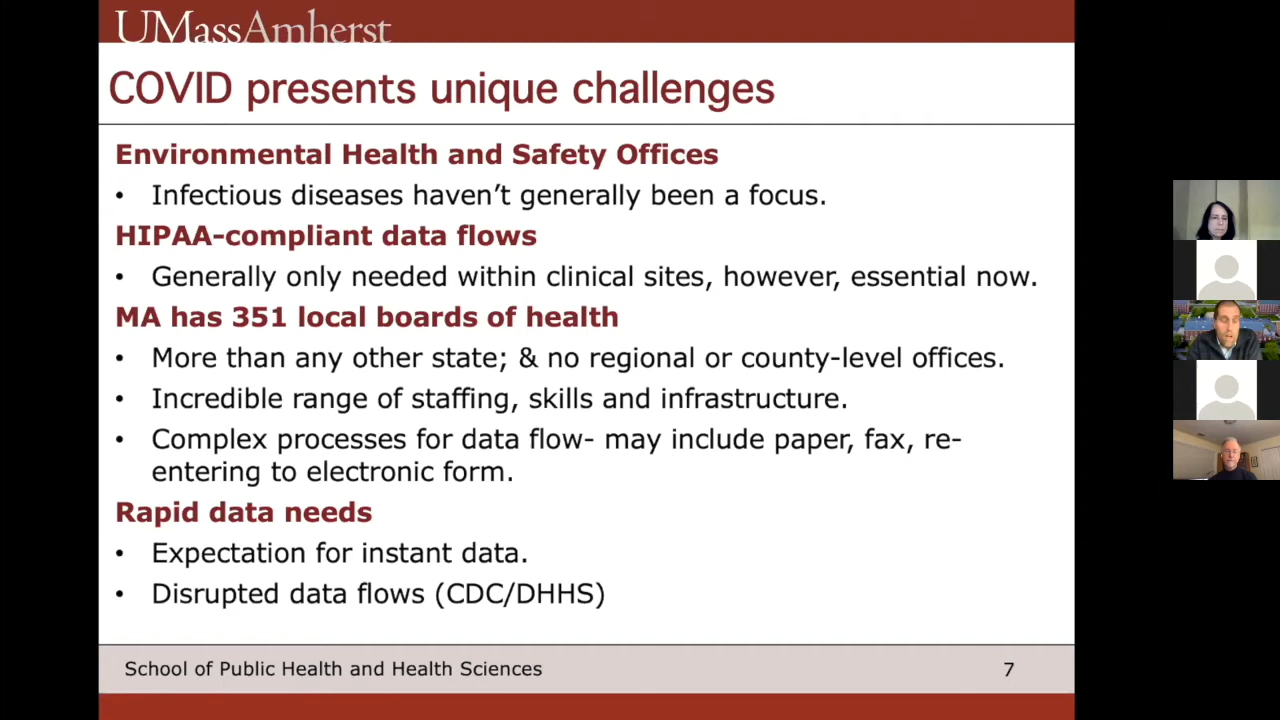 UMassAmherst
COVID presents unique challenges
Environmental Health and Safety Offices
• Infectious diseases haven’t generally been a focus.
HIPAA-compliant data flows
• Generally only needed within clinical sites, however, essential now.
MA has 351 local boards of health
• More than any other state; & no regional or county-level offices.
• Incredible range of staffing, skills and infrastructure.
• Complex processes for data flow- may include paper, fax, re-
entering to electronic form.
Rapid data needs
• Expectation for instant data.
• Disrupted data flows (CDC/DHHS)
School of Public Health and Health Sciences 7